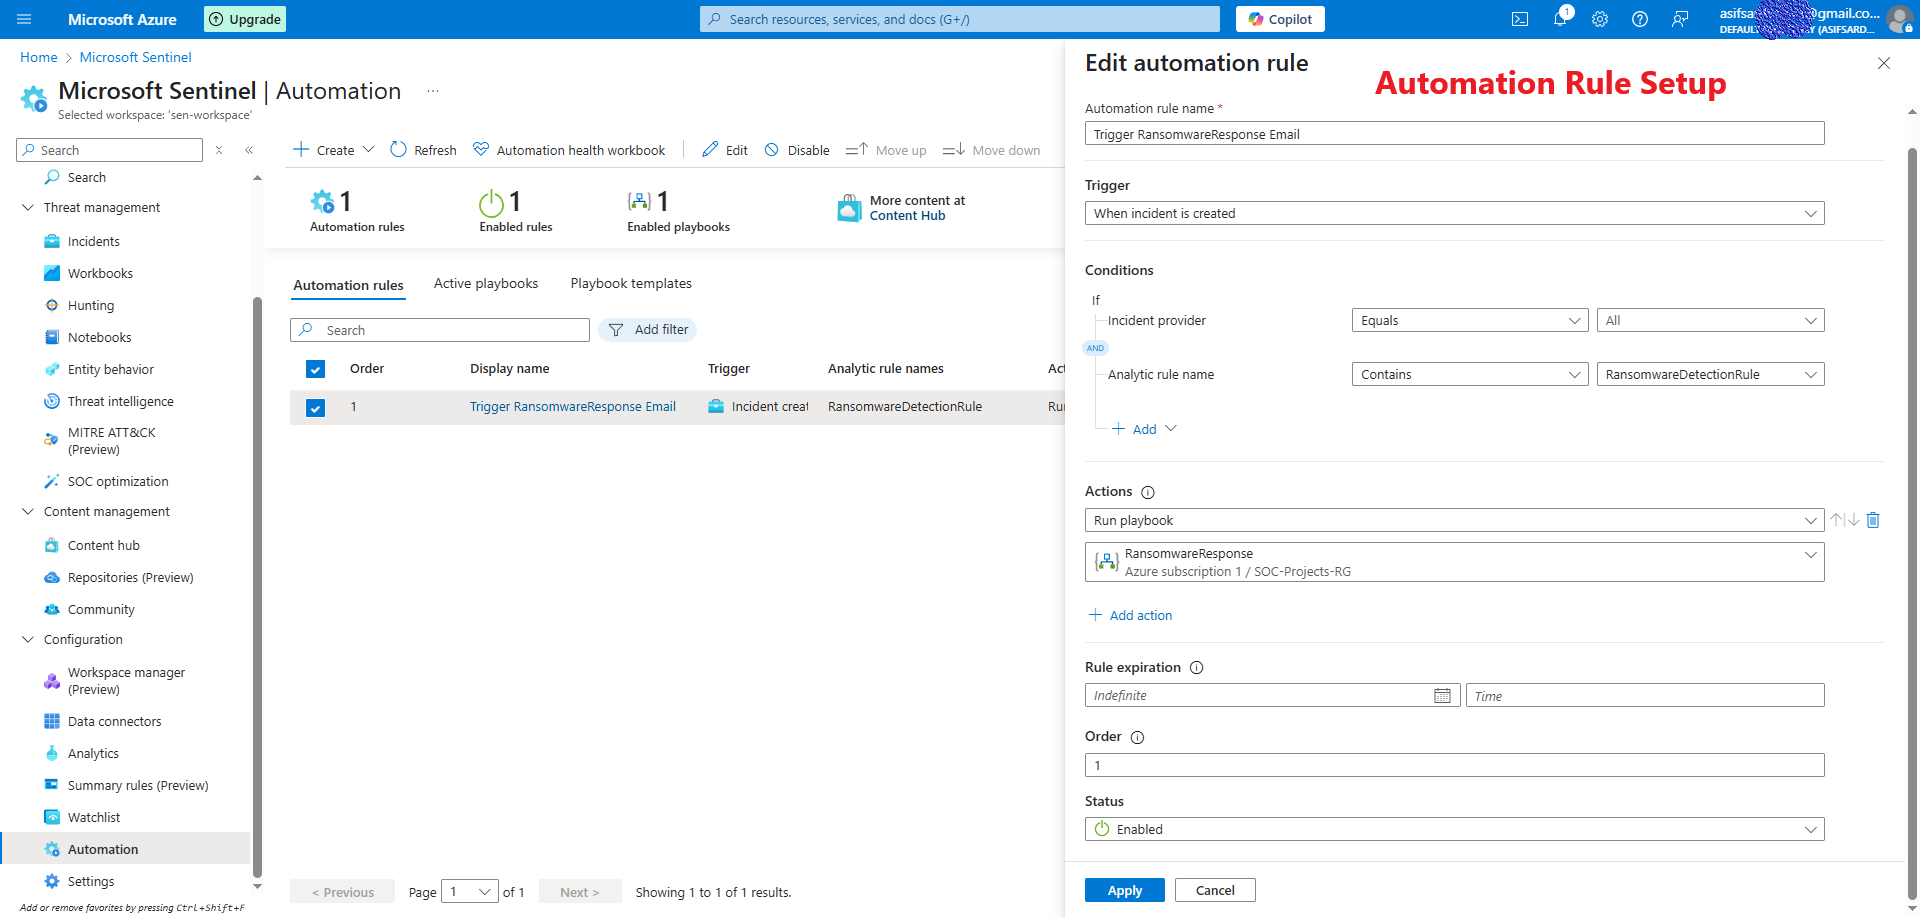 Microsoft Azure
Upgrade
Search resources, services, and docs (G+/)
Copilot
1
asifsa
@gmail.co...
DEFAUL
Y (ASIFSARD...
Home > Microsoft Sentinel
Microsoft Sentinel | Automation ...
Selected workspace: 'sen-workspace'
Search
Search
Threat management
Incidents
Workbooks
Hunting
Notebooks
Entity behavior
Threat intelligence
MITRE ATT&CK
(Preview)
SOC optimization
Content management
Content hub
Repositories (Preview)
Community
Configuration
Workspace manager
(Preview)
Data connectors
Analytics
Summary rules (Preview)
Watchlist
Automation
Settings
Add or remove favorites by pressing Ctrl+Shift+F
Create
Refresh
Automation health workbook
Edit
Disable
Move up
Move down
1
Automation rules
1
Enabled rules
1
Enabled playbooks
More content at
Content Hub
Automation rules
Active playbooks
Playbook templates
Search
Add filter
Order Display name Trigger Analytic rule names Act
1 Trigger RansomwareResponse Email Incident creat RansomwareDetectionRule Ru
< Previous
Page 1 of 1
Next >
Showing 1 to 1 of 1 results.
Edit automation rule
Automation Rule Setup
Automation rule name *
Trigger RansomwareResponse Email
Trigger
When incident is created
Conditions
If
Incident provider Equals All
AND
Analytic rule name Contains RansomwareDetectionRule
Add
Actions
Run playbook
RansomwareResponse
Azure subscription 1 / SOC-Projects-RG
Add action
Rule expiration
Indefinite Time
Order
1
Status
Enabled
Apply
Cancel